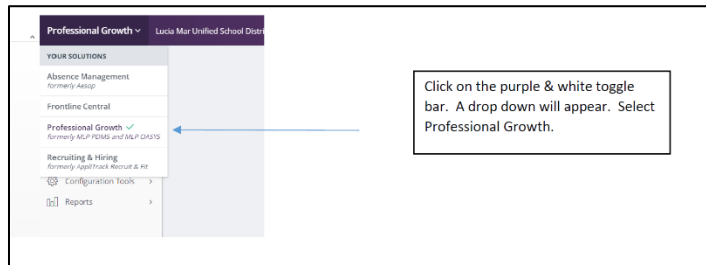 Professional Growth
Lucia Mar Unified School Distri
YOUR SOLUTIONS
Absence Management
formerly Aesop
Frontline Central
Professional Growth
formerly MLP PDMS and MLP OASYS
Recruiting & Hiring
formerly AppliTrack Recruit & Fit
Configuration Tools
Reports
Click on the purple & white toggle
bar. A drop down will appear. Select
Professional Growth.